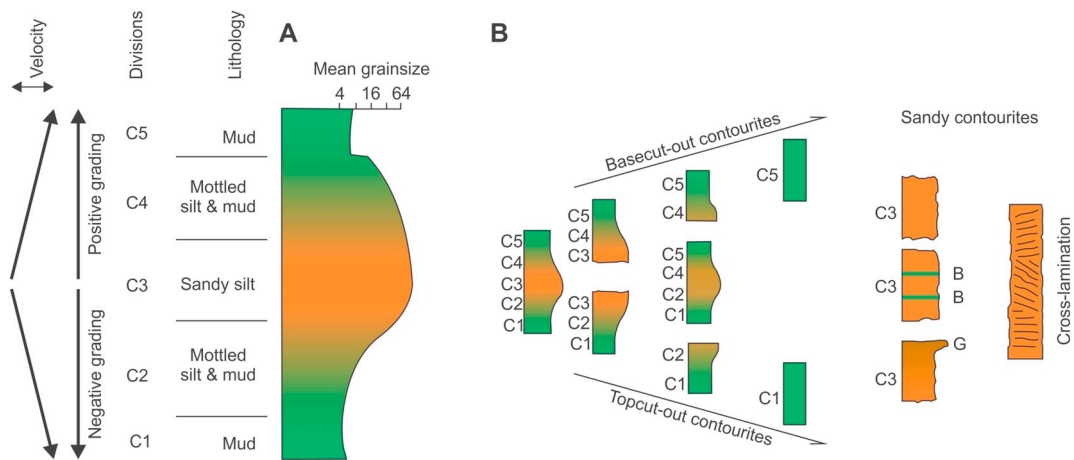 Velocity
Divisions
Lithology
A
Mean grainsize
4 16 64
Positive grading
Negative grading
C5
Mud
C4
Mottled
silt & mud
C3
Sandy silt
C2
Mottled
silt & mud
C1
Mud
B
Basecut-out contourites
Topcut-out contourites
C5
C4
C3
C2
C1
C5
C4
C3
C3
C2
C1
C5
C4
C5
C4
C2
C1
C2
C1
C5
C1
Sandy contourites
C3
C3
B
B
C3
G
Cross-lamination